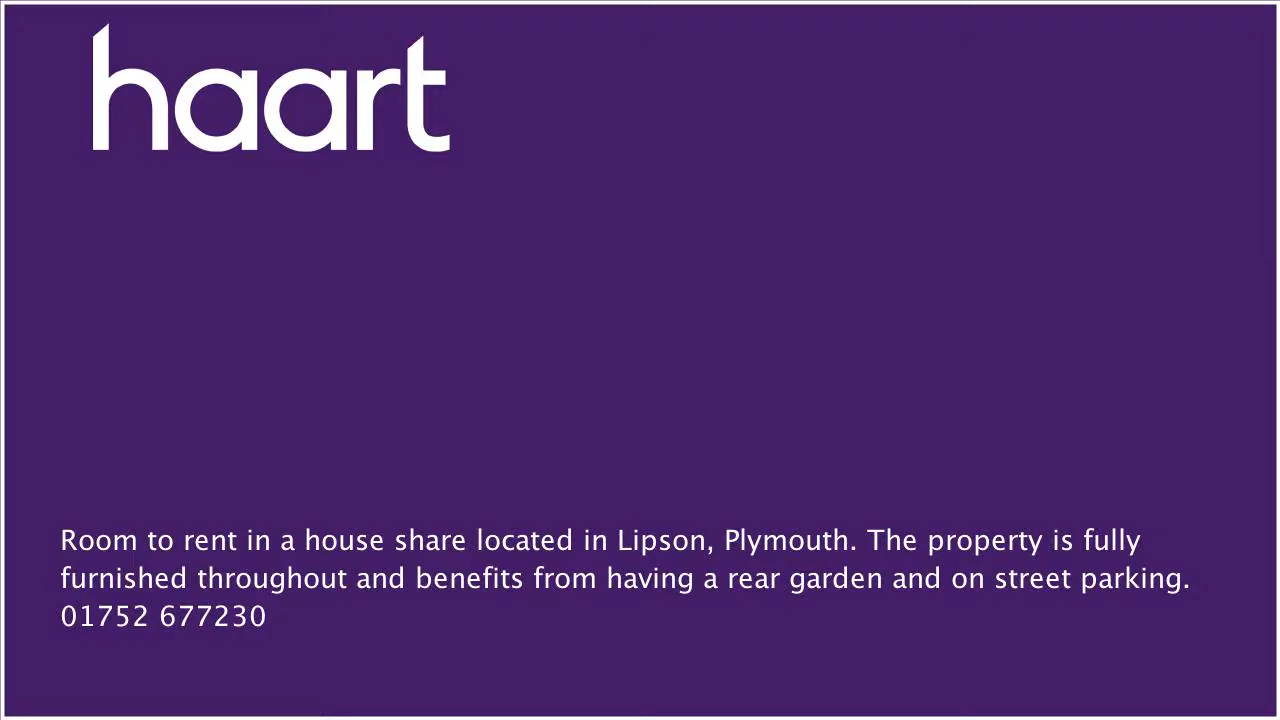 haart
Room to rent in a house share located in Lipson, Plymouth. The property is fully
furnished throughout and benefits from having a rear garden and on street parking.
01752 677230